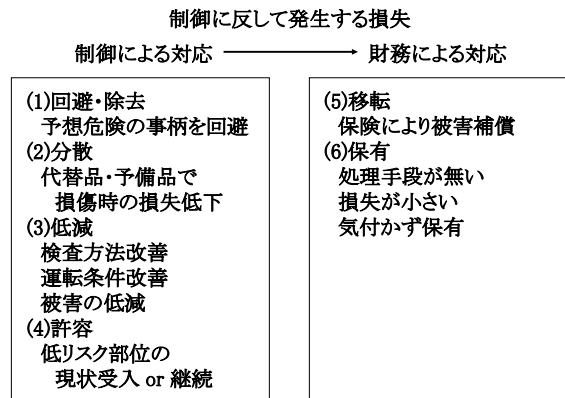 制御に反して発生する損失
制御による対応
財務による対応
(1)回避・除去
予想危険の事柄を回避
(2)分散
代替品・予備品で
損傷時の損失低下
(3)低減
検査方法改善
運転条件改善
被害の低減
(4)許容
低リスク部位の
現状受入 or 継続
(5)移転
保険により被害補償
(6)保有
処理手段が無い
損失が小さい
気付かず保有